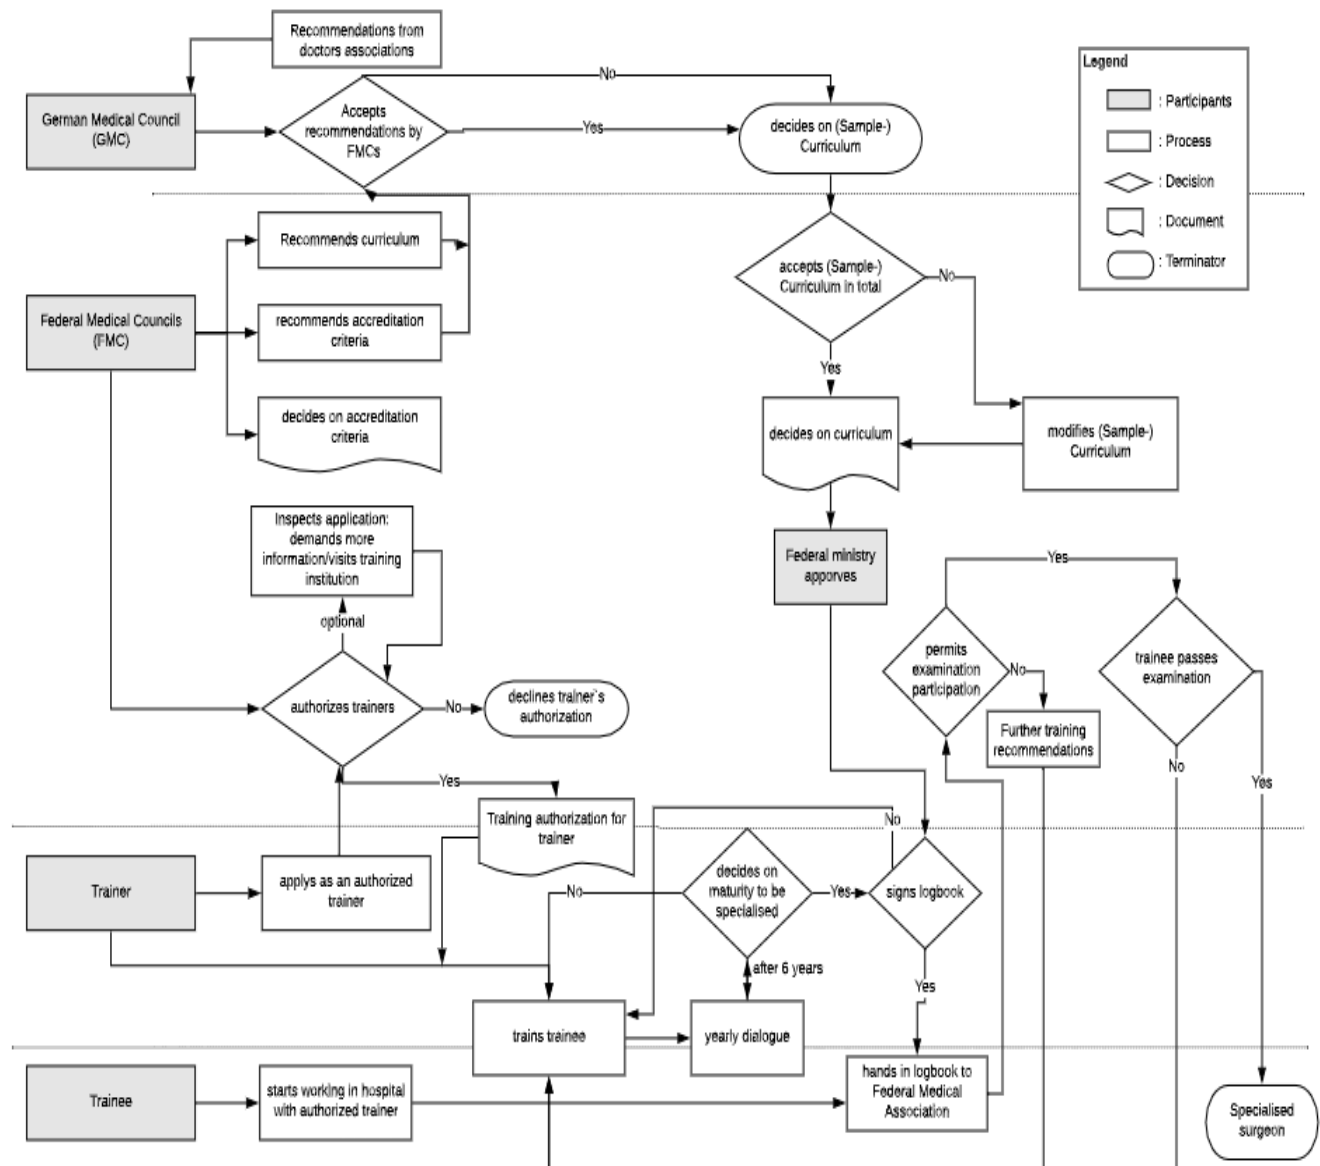 Recommendations from
doctors associations
Legend
: Participants
: Process
: Decision
: Document
: Terminator
German Medical Council
(GMC)
Accepts
recommendations by
FMCs
No
Yes
decides on (Sample-)
Curriculum
Federal Medical Councils
(FMC)
Recommends curriculum
recommends accreditation
criteria
decides on accreditation
criteria
accepts (Sample-)
Curriculum in total
No
Yes
decides on curriculum
modifies (Sample-)
Curriculum
Federal ministry
apporves
Inspects application:
demands more
information/visits training
institution
optional
authorizes trainers
No
declines trainer`s
authorization
Yes
Training authorization for
trainer
permits
examination
participation
Yes
No
Further training
recommendations
trainee passes
examination
No
Yes
Trainer
applys as an authorized
trainer
No
decides on
maturity to be
specialised
Yes
signs logbook
No
Yes
after 6 years
trains trainee
yearly dialogue
Trainee
starts working in hospital
with authorized trainer
hands in logbook to
Federal Medical
Association
Specialised
surgeon